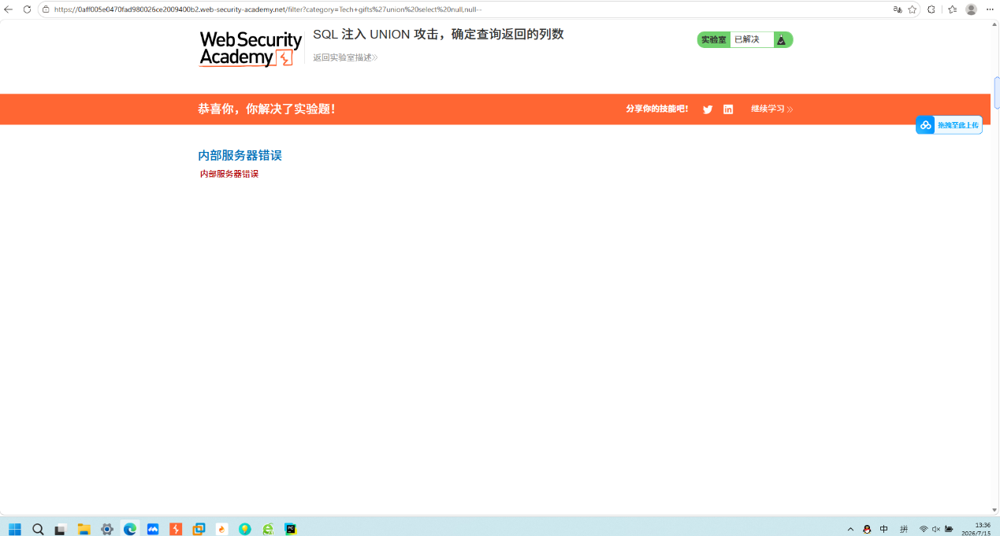 https://0aff005e0470fad980026ce2009400b2.web-security-academy.net/filter?category=Tech+gifts%27union%20select%20null,null--
WebSecurity
Academy
SQL 注入 UNION 攻击，确定查询返回的列数
返回实验室描述
实验室
已解决
恭喜你，你解决了实验题！
分享你的技能吧！
继续学习
拖拽至此上传
内部服务器错误
内部服务器错误
中
拼
13:36
2026/7/15